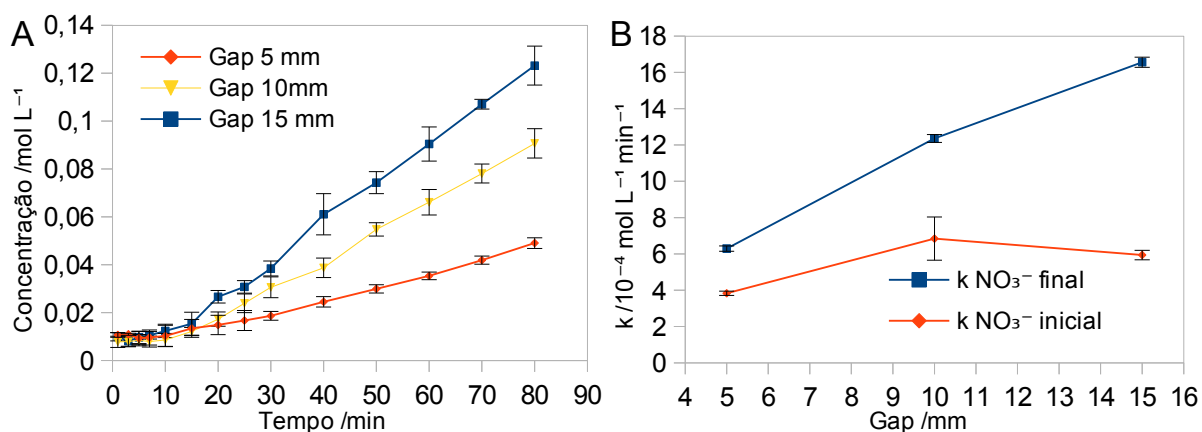 A
0,14
0,12
0,1
0,08
0,06
0,04
0,02
0
Concentração /mol L⁻¹
Gap 5 mm
Gap 10mm
Gap 15 mm
0 10 20 30 40 50 60 70 80 90
Tempo /min
B
18
16
14
12
10
8
6
4
2
0
k /10⁻⁴ mol L⁻¹ min⁻¹
k NO₃⁻ final
k NO₃⁻ inicial
4 5 6 7 8 9 10 11 12 13 14 15 16
Gap /mm